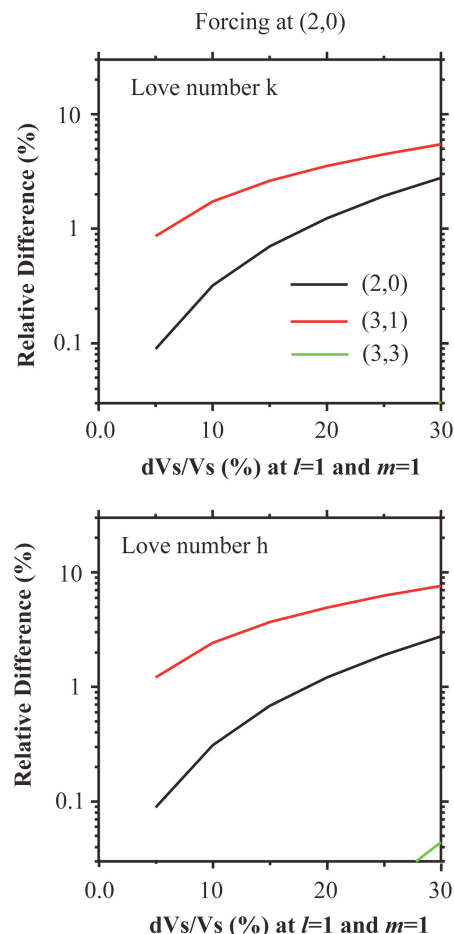 Forcing at (2,0)
Love number k
Relative Difference (%)
10
1
0.1
(2,0)
(3,1)
(3,3)
0.0 10 20 30
dVs/Vs (%) at l=1 and m=1
Love number h
Relative Difference (%)
10
1
0.1
0.0 10 20 30
dVs/Vs (%) at l=1 and m=1